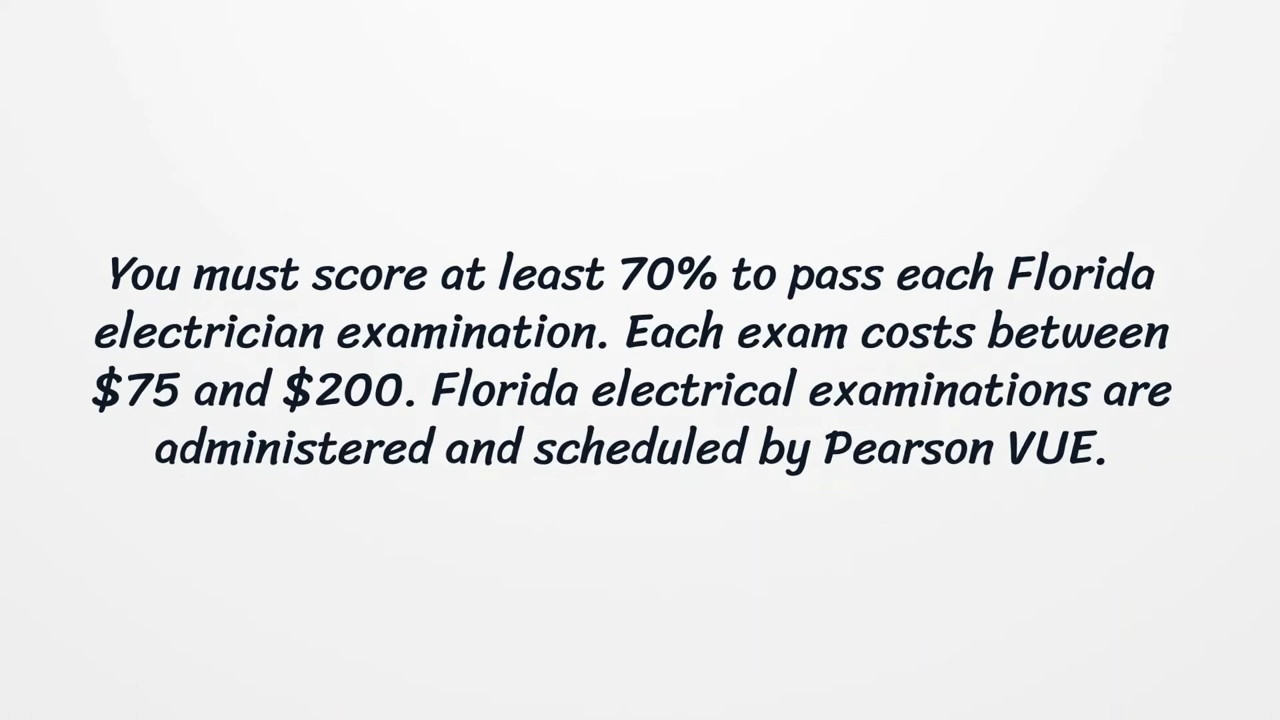 You must score at least 70% to pass each Florida
electrician examination. Each exam costs between
$75 and $200. Florida electrical examinations are
administered and scheduled by Pearson VUE.